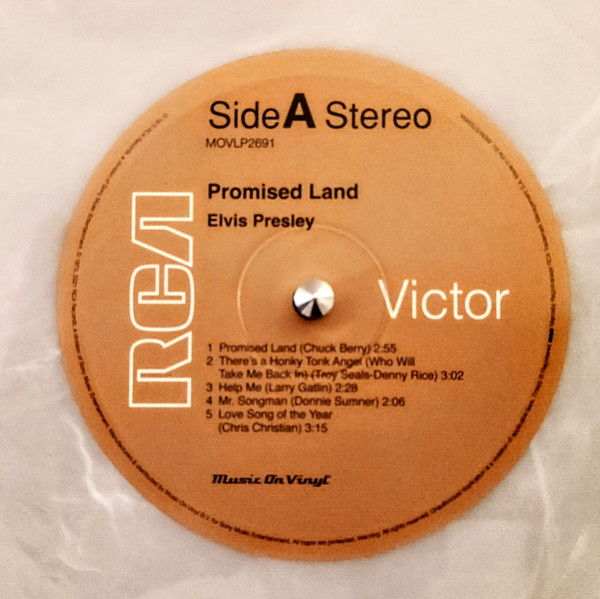 Side A Stereo
MOVLP2691
Promised Land
Elvis Presley
RCA
Victor
1 Promised Land (Chuck Berry) 2:55
2 There's a Honky Tonk Angel (Who Will
Take Me Back In) (Troy Seals-Denny Rice) 3:02
3 Help Me (Larry Gatlin) 2:28
4 Mr. Songman (Donnie Sumner) 2:06
5 Love Song of the Year
(Chris Christian) 3:15
Music On Vinyl